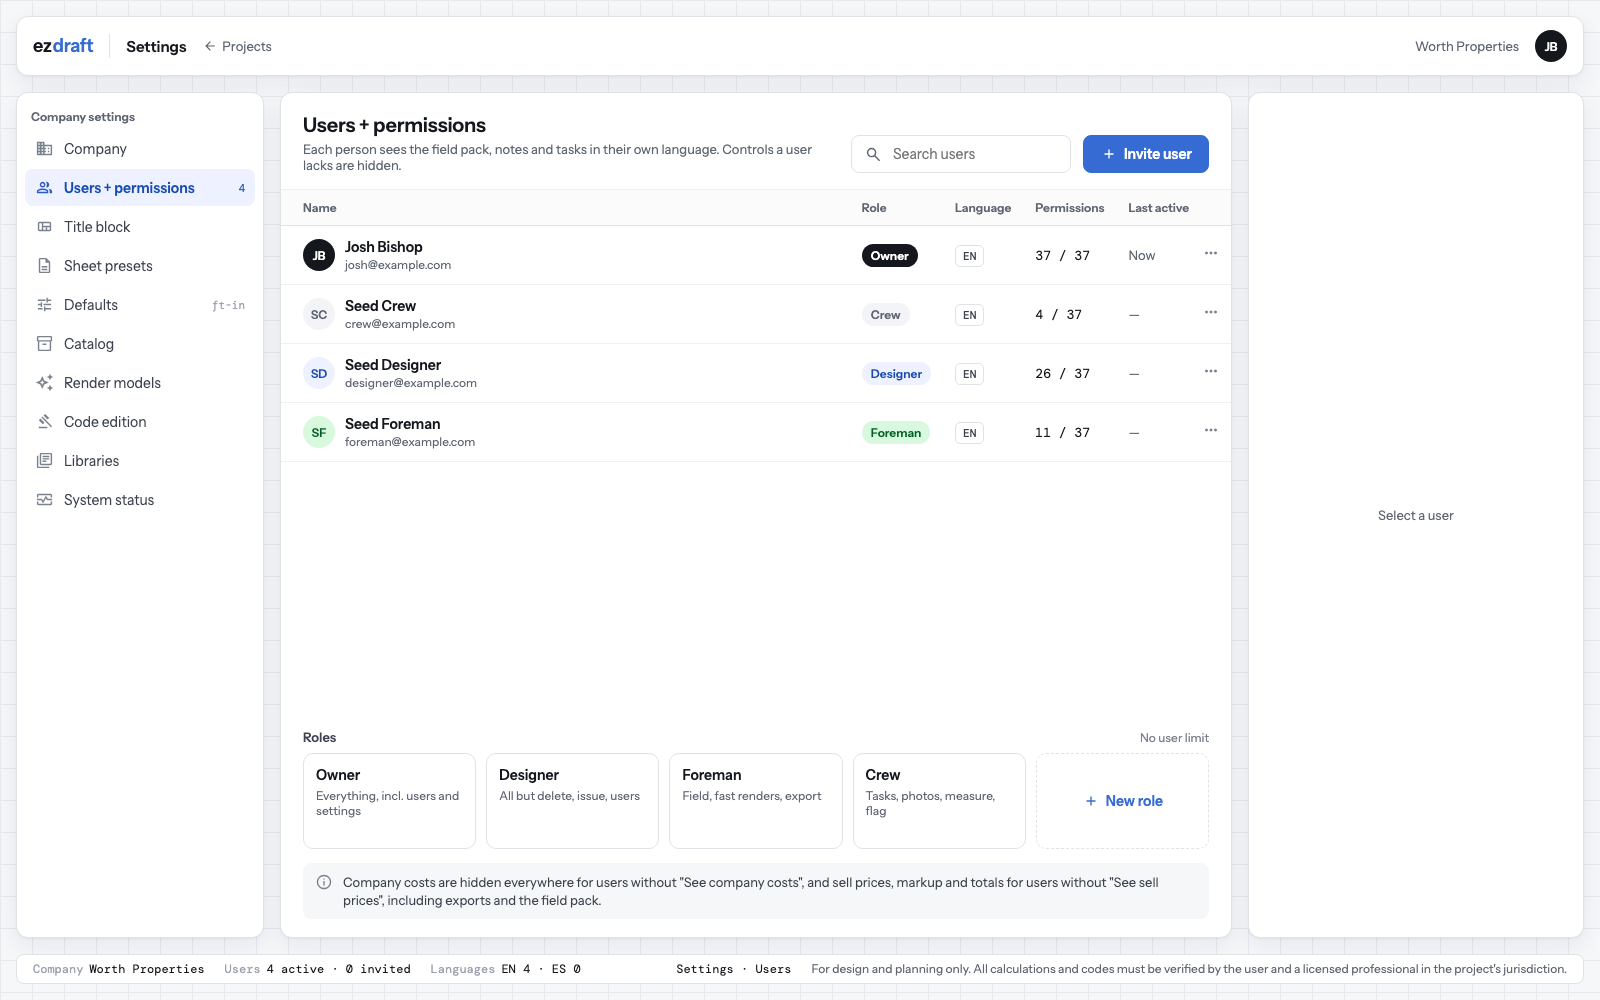 ezdraft
Settings
Projects
Worth Properties
JB
Company settings
Company
Users + permissions
4
Title block
Sheet presets
Defaults
ft-in
Catalog
Render models
Code edition
Libraries
System status
Users + permissions
Each person sees the field pack, notes and tasks in their own language. Controls a user
lacks are hidden.
Search users
+ Invite user
Name Role Language Permissions Last active
JB Josh Bishop Owner EN 37 / 37 Now ···
josh@example.com
SC Seed Crew Crew EN 4 / 37 — ···
crew@example.com
SD Seed Designer Designer EN 26 / 37 — ···
designer@example.com
SF Seed Foreman Foreman EN 11 / 37 — ···
foreman@example.com
Roles
No user limit
Owner
Everything, incl. users and
settings
Designer
All but delete, issue, users
Foreman
Field, fast renders, export
Crew
Tasks, photos, measure,
flag
+ New role
Company costs are hidden everywhere for users without "See company costs", and sell prices, markup and totals for users without "See sell
prices", including exports and the field pack.
Select a user
Company Worth Properties Users 4 active · 0 invited Languages EN 4 · ES 0 Settings · Users For design and planning only. All calculations and codes must be verified by the user and a licensed professional in the project's jurisdiction.